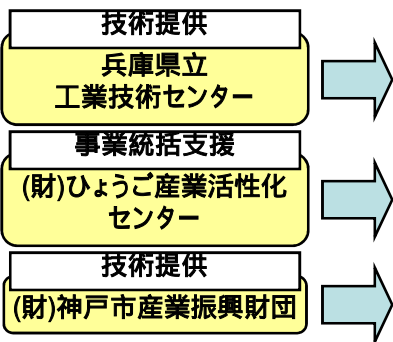 技術提供
兵庫県立
工業技術センター
事業統括支援
(財)ひょうご産業活性化
センター
技術提供
(財)神戸市産業振興財団